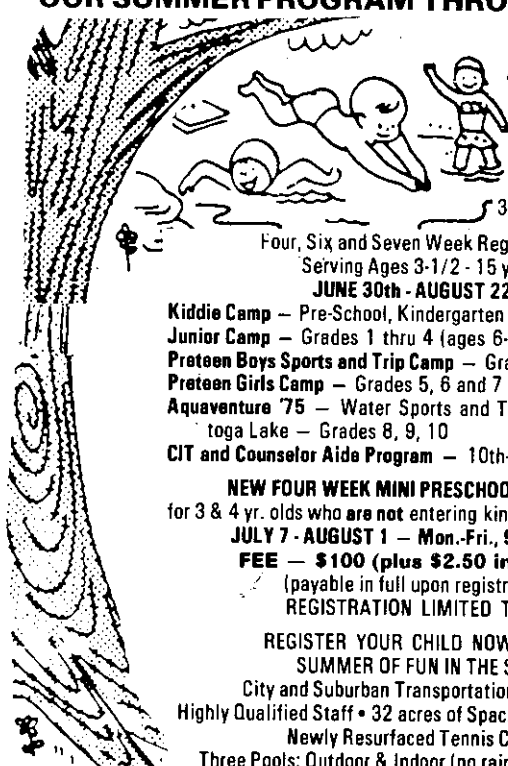 OUR SUMMER PROGRAM THRO
3
Four, Six and Seven Week Reg
Serving Ages 3-1/2 - 15 y
JUNE 30th - AUGUST 22
Kiddie Camp — Pre-School, Kindergarten
Junior Camp — Grades 1 thru 4 (ages 6-
Preteen Boys Sports and Trip Camp — Gra
Preteen Girls Camp — Grades 5, 6 and 7
Aquaventure '75 — Water Sports and T
toga Lake — Grades 8, 9, 10
CIT and Counselor Aide Program — 10th-
NEW FOUR WEEK MINI PRESCHOO
for 3 & 4 yr. olds who are not entering kin
JULY 7 - AUGUST 1 — Mon.-Fri., 9
FEE — $100 (plus $2.50 in
(payable in full upon registr
REGISTRATION LIMITED T
REGISTER YOUR CHILD NOW
SUMMER OF FUN IN THE S
City and Suburban Transportation
Highly Qualified Staff • 32 acres of Spac
Newly Resurfaced Tennis C
Three Pools: Outdoor & Indoor (no rain